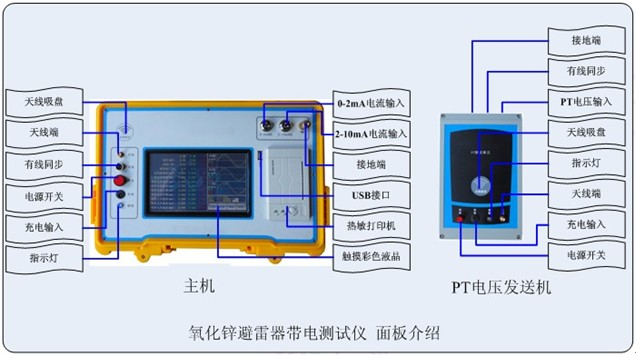 天线吸盘
天线端
有线同步
电源开关
充电输入
指示灯
0-2mA电流输入
2-10mA电流输入
接地端
USB接口
热敏打印机
触摸彩色液晶
主机
接地端
有线同步
PT电压输入
天线吸盘
指示灯
天线端
充电输入
电源开关
PT电压发送机
氧化锌避雷器带电测试仪 面板介绍